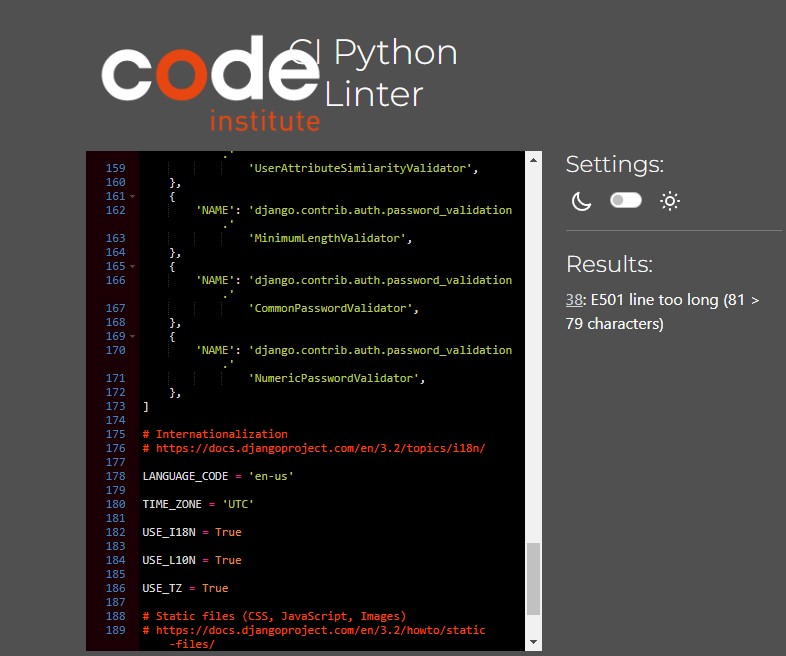 code
institute
CI Python
Linter
.'
159 'UserAttributeSimilarityValidator',
160 },
161 {
162 'NAME': 'django.contrib.auth.password_validation
.'
163 'MinimumLengthValidator',
164 },
165 {
166 'NAME': 'django.contrib.auth.password_validation
.'
167 'CommonPasswordValidator',
168 },
169 {
170 'NAME': 'django.contrib.auth.password_validation
.'
171 'NumericPasswordValidator',
172 },
173 ]
174
175 # Internationalization
176 # https://docs.djangoproject.com/en/3.2/topics/i18n/
177
178 LANGUAGE_CODE = 'en-us'
179
180 TIME_ZONE = 'UTC'
181
182 USE_I18N = True
183
184 USE_L10N = True
185
186 USE_TZ = True
187
188 # Static files (CSS, JavaScript, Images)
189 # https://docs.djangoproject.com/en/3.2/howto/static
-files/
Settings:
Results:
38: E501 line too long (81 >
79 characters)